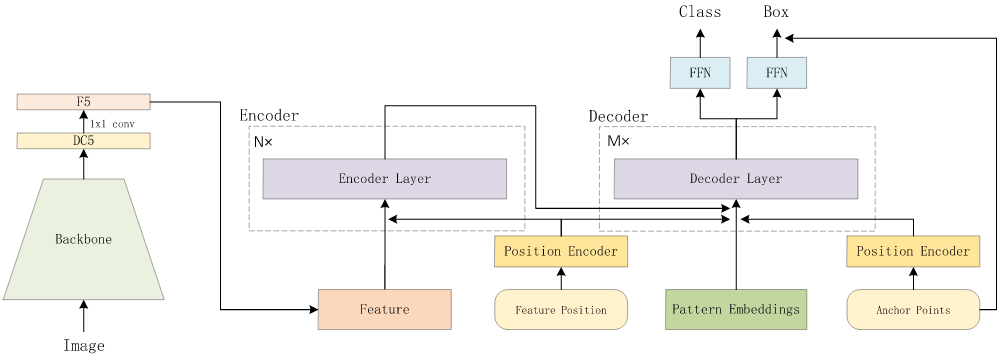 Class
Box
FFN
FFN
F5
1x1 conv
DC5
Encoder
N×
Encoder Layer
Decoder
M×
Decoder Layer
Backbone
Position Encoder
Position Encoder
Feature
Feature Position
Pattern Embeddings
Anchor Points
Image